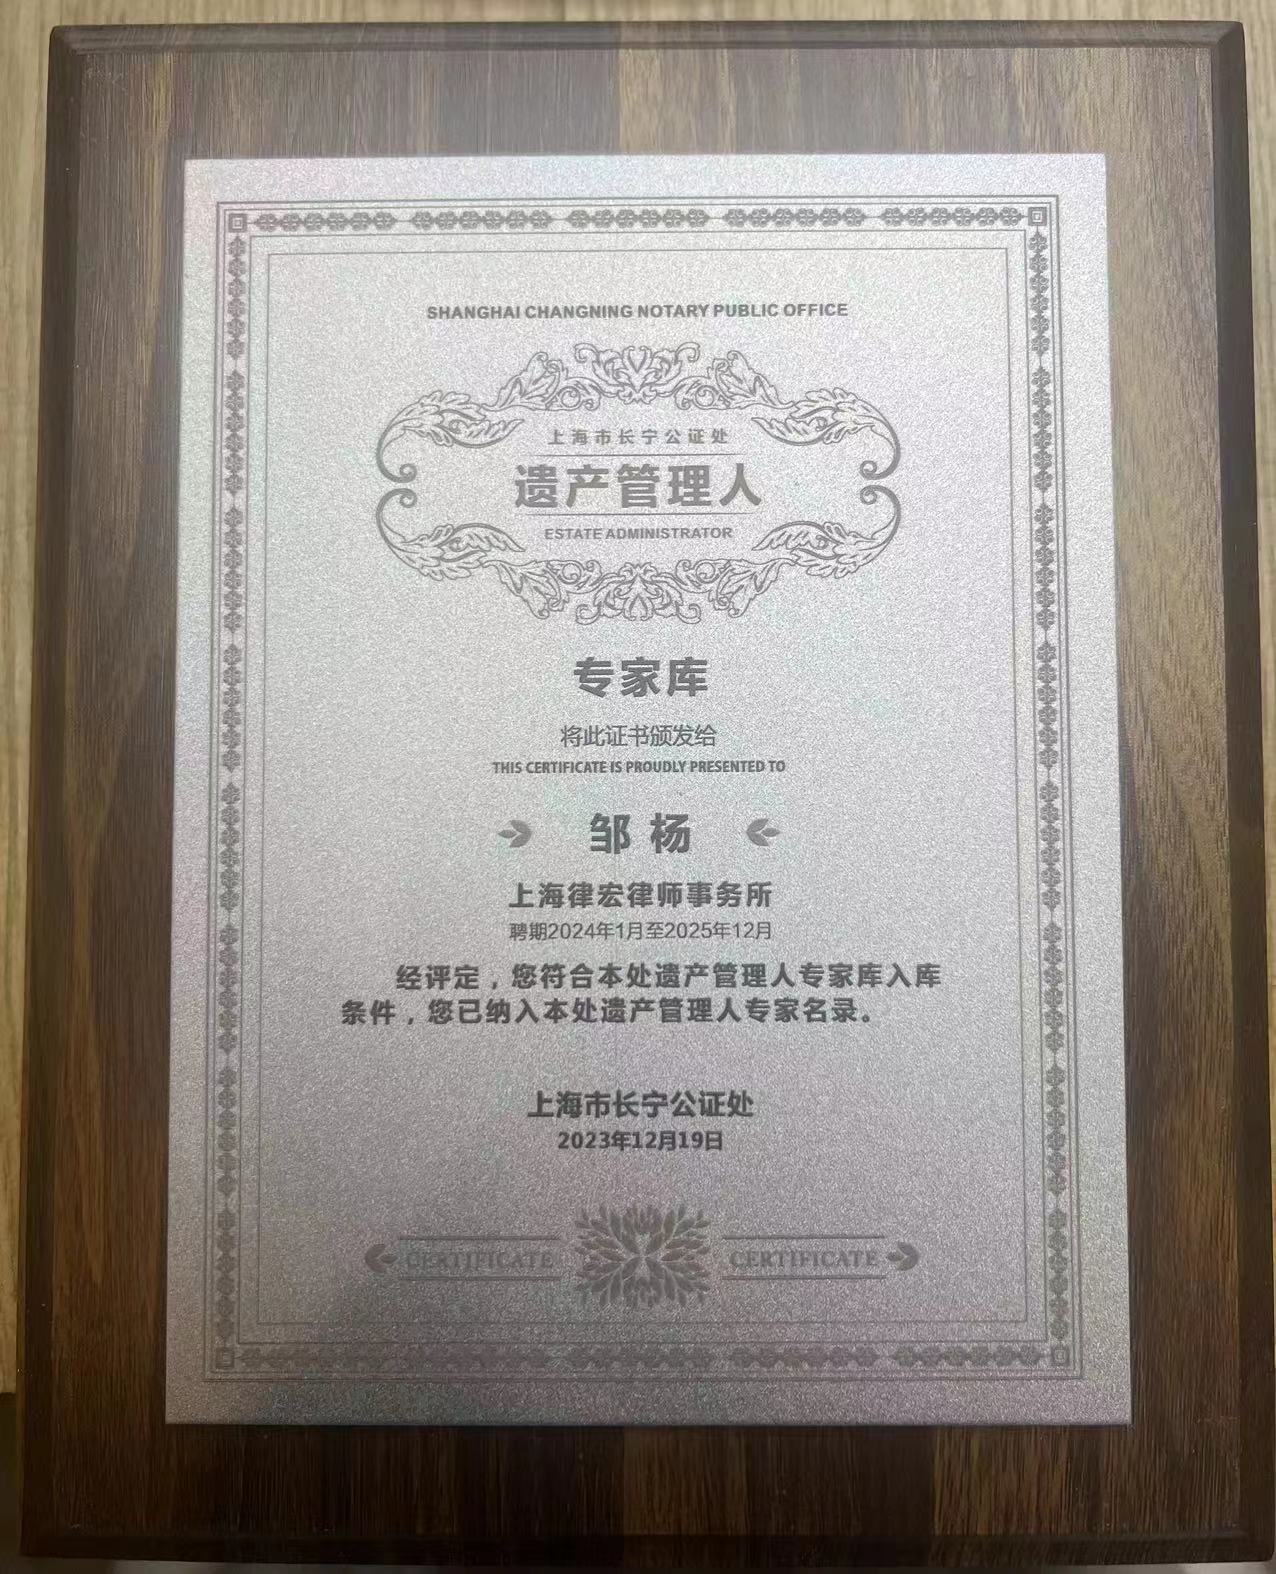 SHANGHAI CHANGNING NOTARY PUBLIC OFFICE
上海市长宁公证处
遗产管理人
ESTATE ADMINISTRATOR
专家库
将此证书颁发给
THIS CERTIFICATE IS PROUDLY PRESENTED TO
邹杨
上海律宏律师事务所
聘期2024年1月至2025年12月
经评定，您符合本处遗产管理人专家库入库
条件，您已纳入本处遗产管理人专家名录。
上海市长宁公证处
2023年12月19日
CERTIFICATE CERTIFICATE